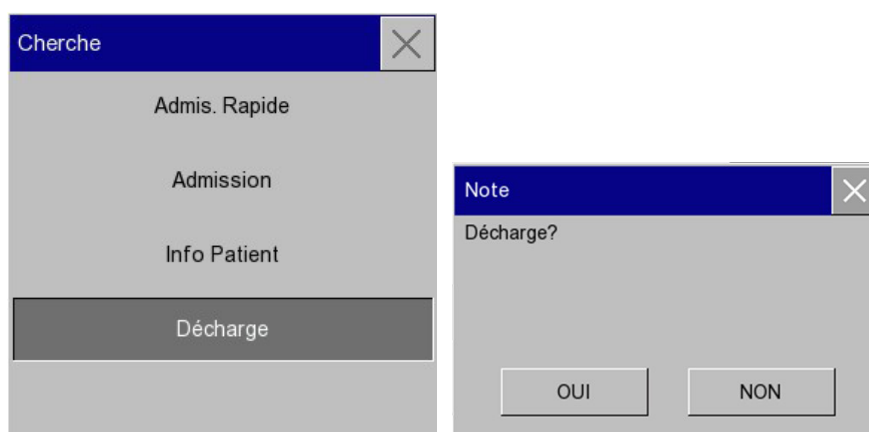 Cherche
Admis. Rapide
Admission
Info Patient
Décharge
Note
Décharge?
OUI NON